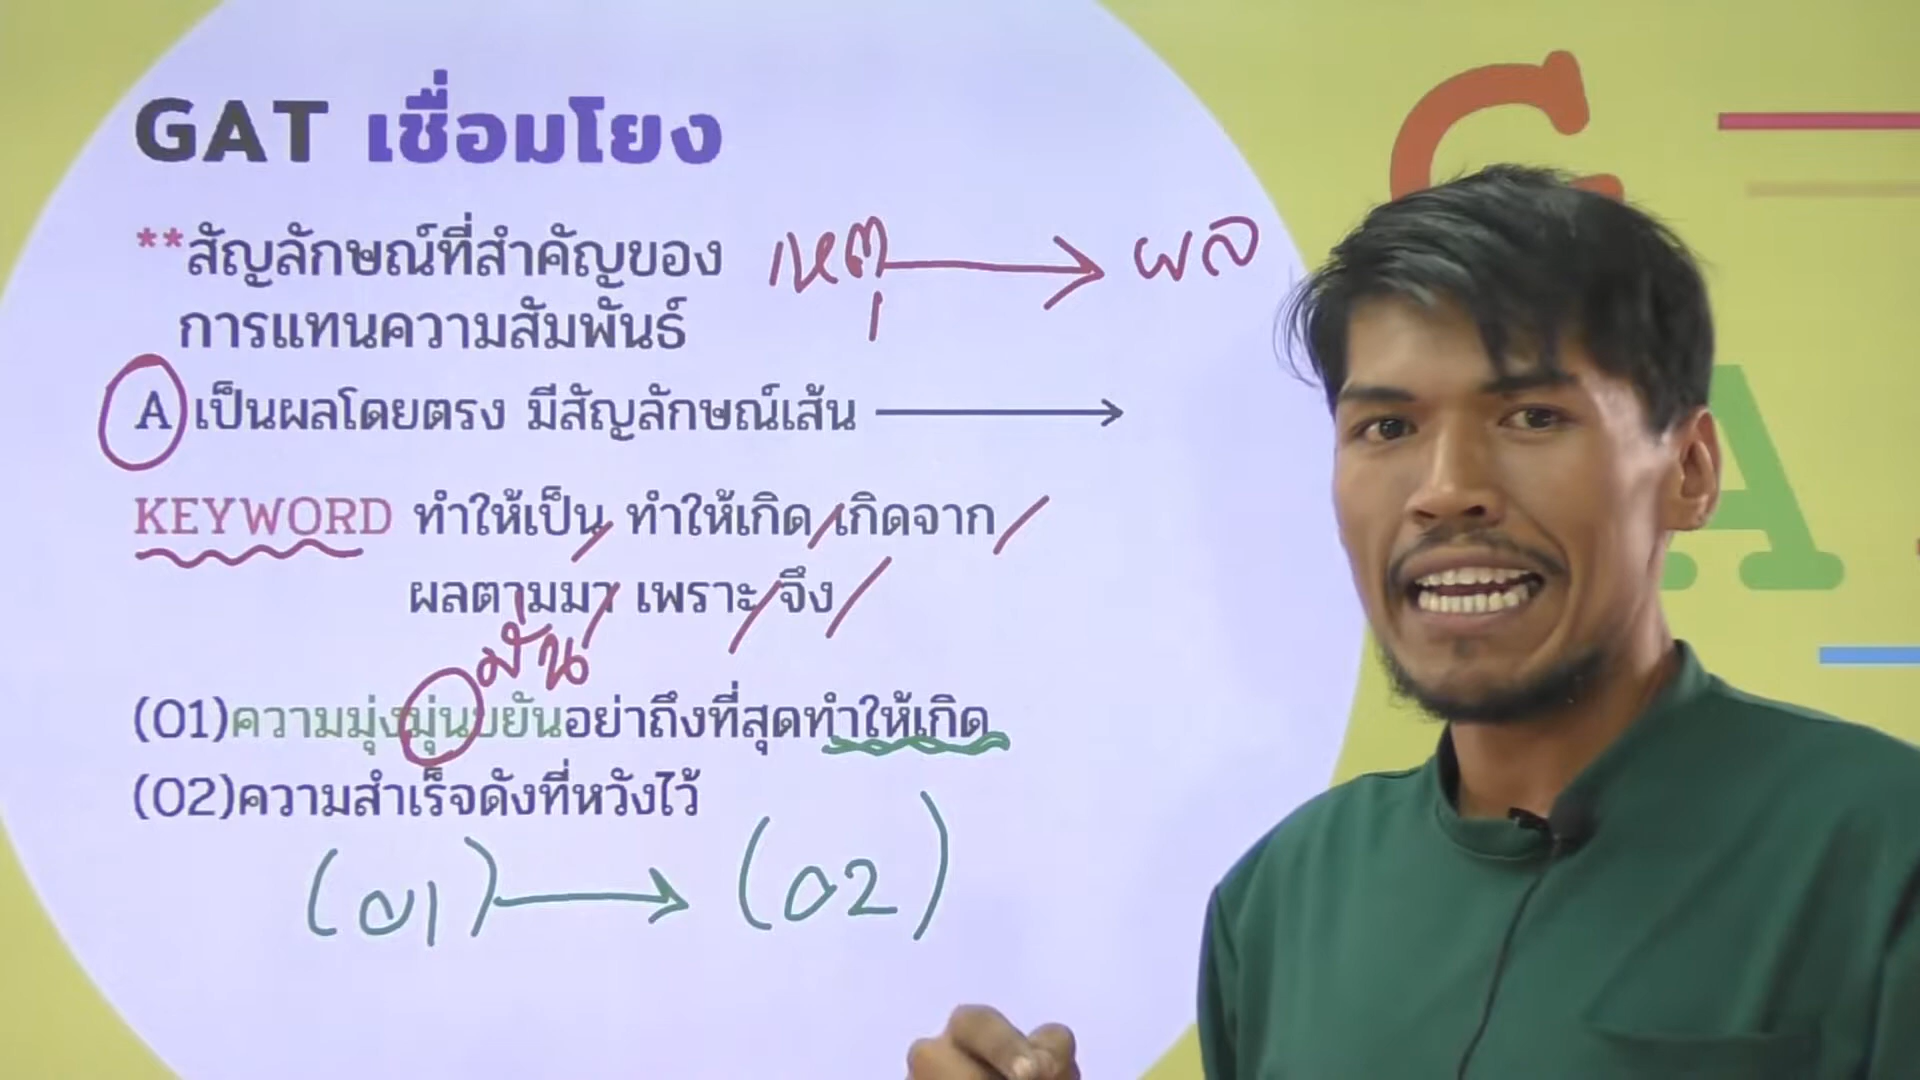 GAT เชื่อมโยง
**สัญลักษณ์ที่สำคัญของ
การแทนความสัมพันธ์
เหตุ → ผล
A เป็นผลโดยตรง มีสัญลักษณ์เส้น →
KEYWORD ทำให้เป็น ทำให้เกิด เกิดจาก
ผลตามมา เพราะ จึง
มั่น
(01)ความมุ่งมุ่นขยันอย่าถึงที่สุดทำให้เกิด
(02)ความสำเร็จดังที่หวังไว้
(01) → (02)
G
A